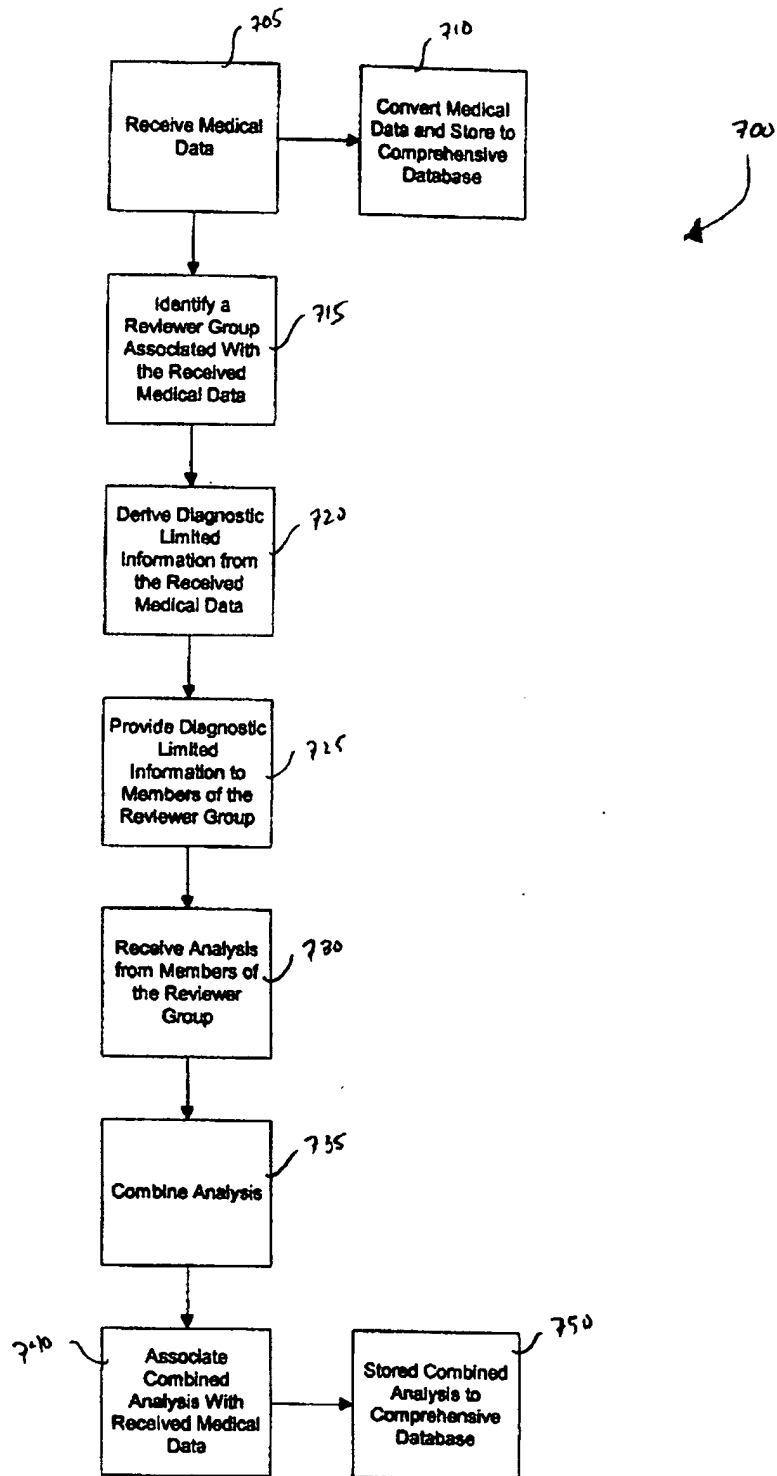 705
710
700
Receive Medical
Data
Convert Medical
Data and Store to
Comprehensive
Database
Identify a
Reviewer Group
Associated With
the Received
Medical Data
715
Derive Diagnostic
Limited
Information from
the Received
Medical Data
720
Provide Diagnostic
Limited
Information to
Members of the
Reviewer Group
725
Receive Analysis
from Members of
the Reviewer
Group
730
Combine Analysis
735
740
Associate
Combined
Analysis With
Received Medical
Data
750
Stored Combined
Analysis to
Comprehensive
Database